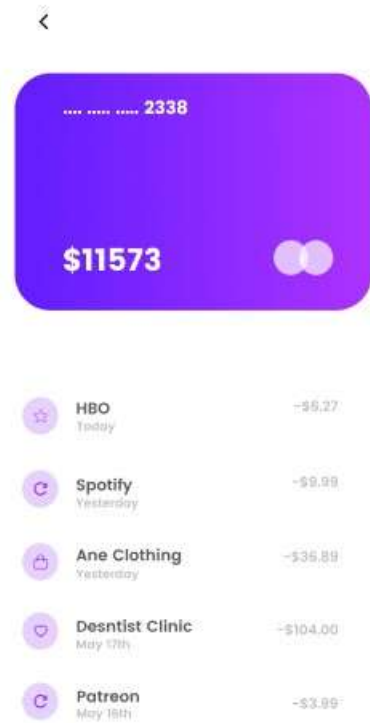 .... ..... ..... 2338
$11573
HBO
-$5.27
Today
Spotify
-$9.99
Yesterday
Ane Clothing
-$36.89
Yesterday
Desntist Clinic
-$104.00
May 17th
Patreon
-$3.99
May 16th